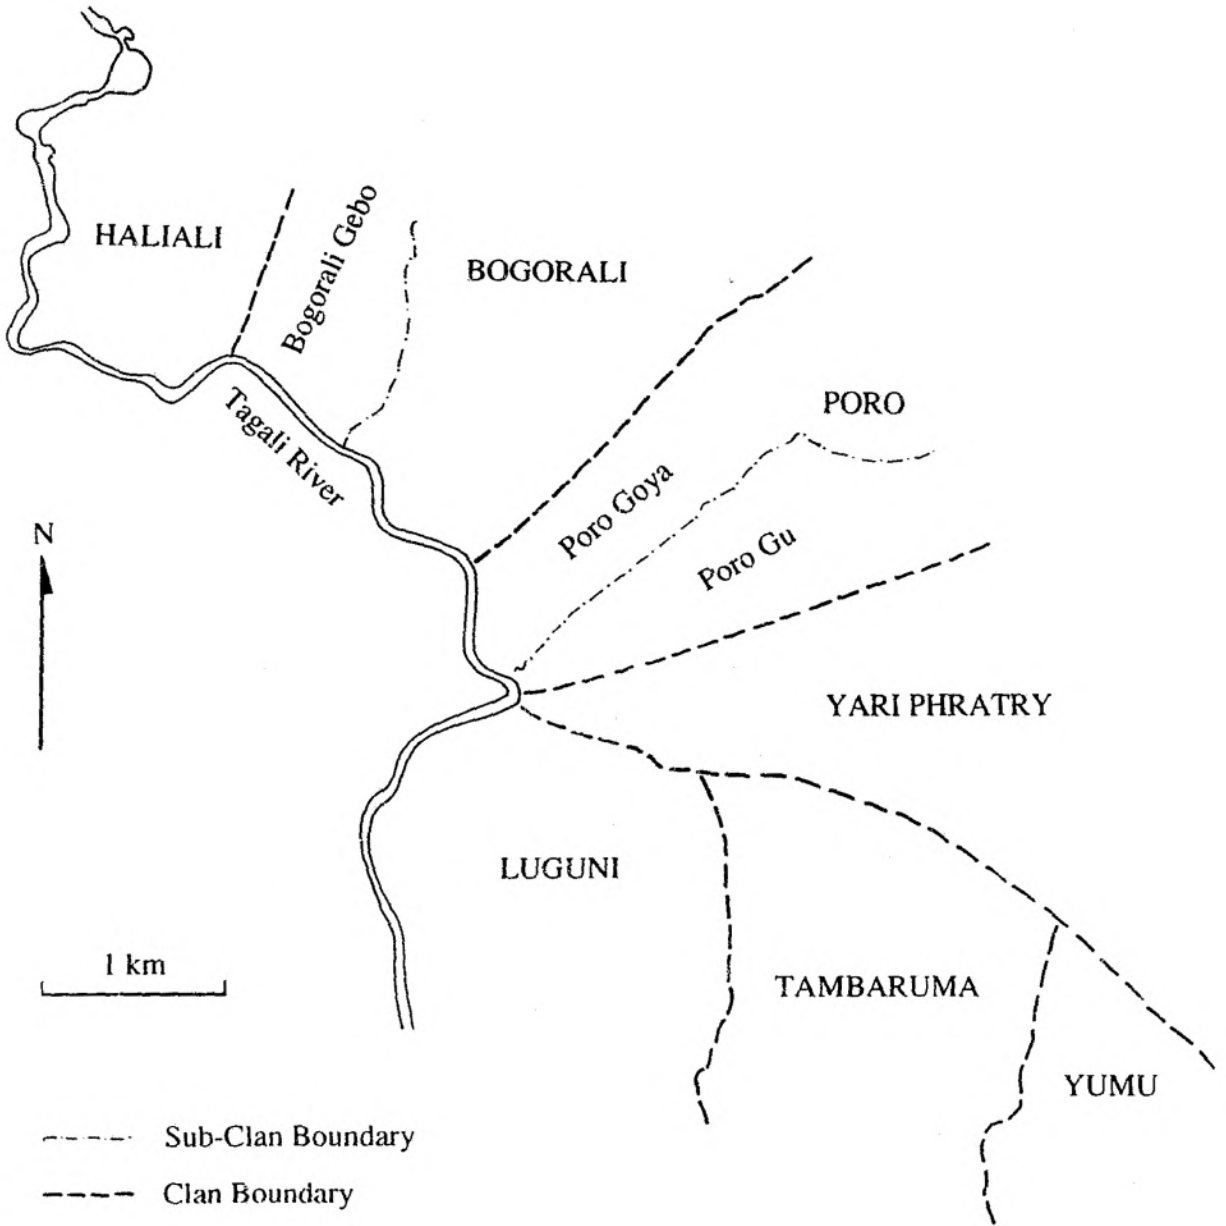 HALIALI
Bogorali Gebo
BOGORALI
Tagali River
PORO
Poro Goya
Poro Gu
N
YARI PHRATRY
LUGUNI
1 km
TAMBARUMA
YUMU
Sub-Clan Boundary
Clan Boundary